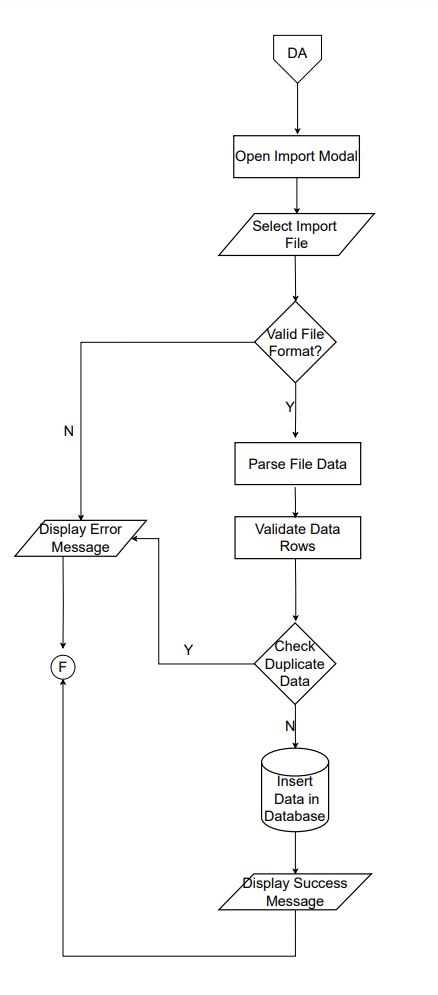 DA
Open Import Modal
Select Import
File
Valid File
Format?
Y
N
Parse File Data
Display Error
Message
Validate Data
Rows
Check
Duplicate
Data
Y
F
N
Insert
Data in
Database
Display Success
Message